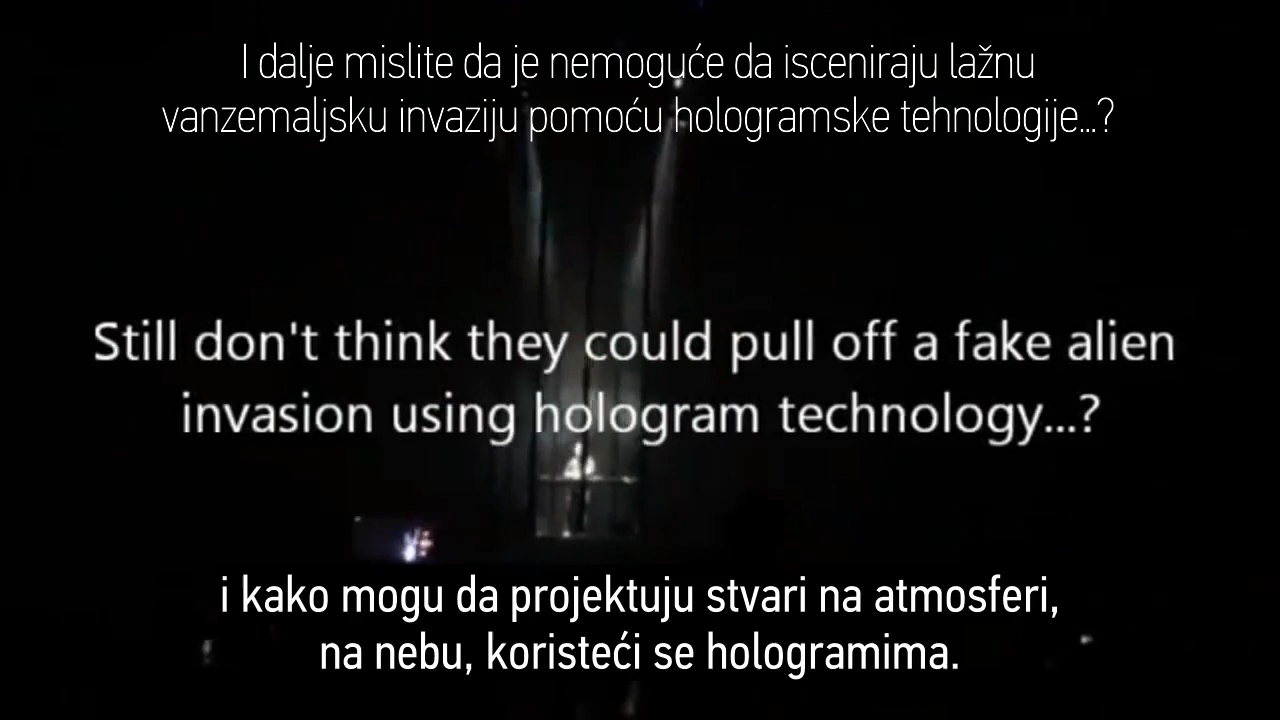 I dalje mislite da je nemoguće da isceniraju lažnu
vanzemaljsku invaziju pomoću hologramske tehnologije...?
Still don't think they could pull off a fake alien
invasion using hologram technology...?
i kako mogu da projektuju stvari na atmosferi,
na nebu, koristeći se hologramima.